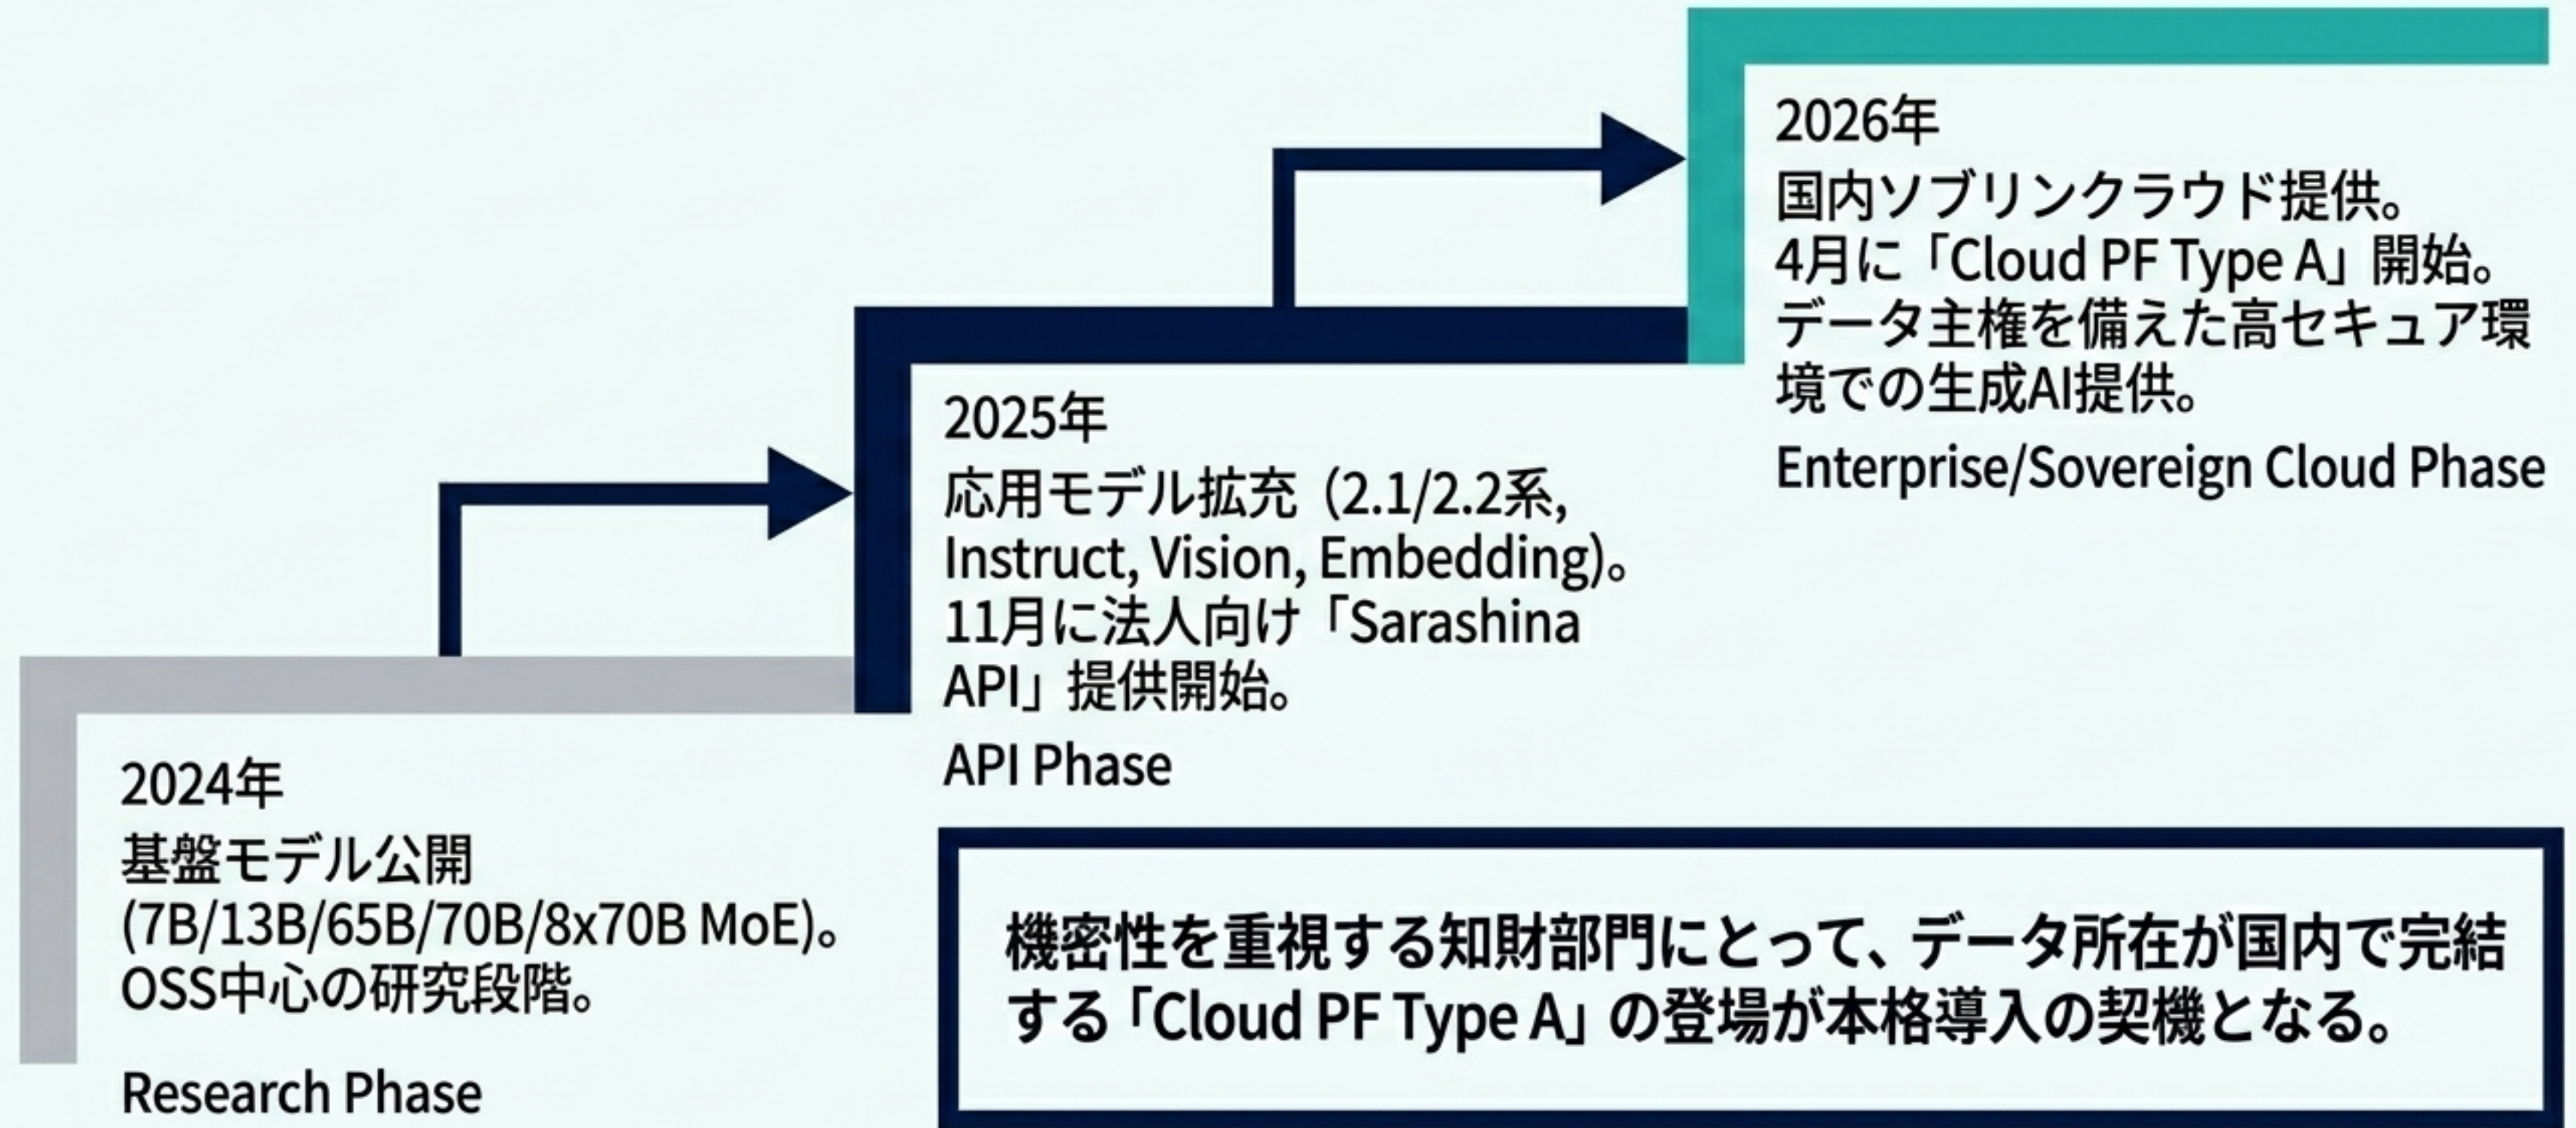 2024年
基盤モデル公開
(7B/13B/65B/70B/8x70B MoE)。
OSS中心の研究段階。
Research Phase
2025年
応用モデル拡充 (2.1/2.2系,
Instruct, Vision, Embedding)。
11月に法人向け「Sarashina
API」提供開始。
API Phase
2026年
国内ソブリンクラウド提供。
4月に「Cloud PF Type A」開始。
データ主権を備えた高セキュア環
境での生成AI提供。
Enterprise/Sovereign Cloud Phase
機密性を重視する知財部門にとって、データ所在が国内で完結
する「Cloud PF Type A」の登場が本格導入の契機となる。